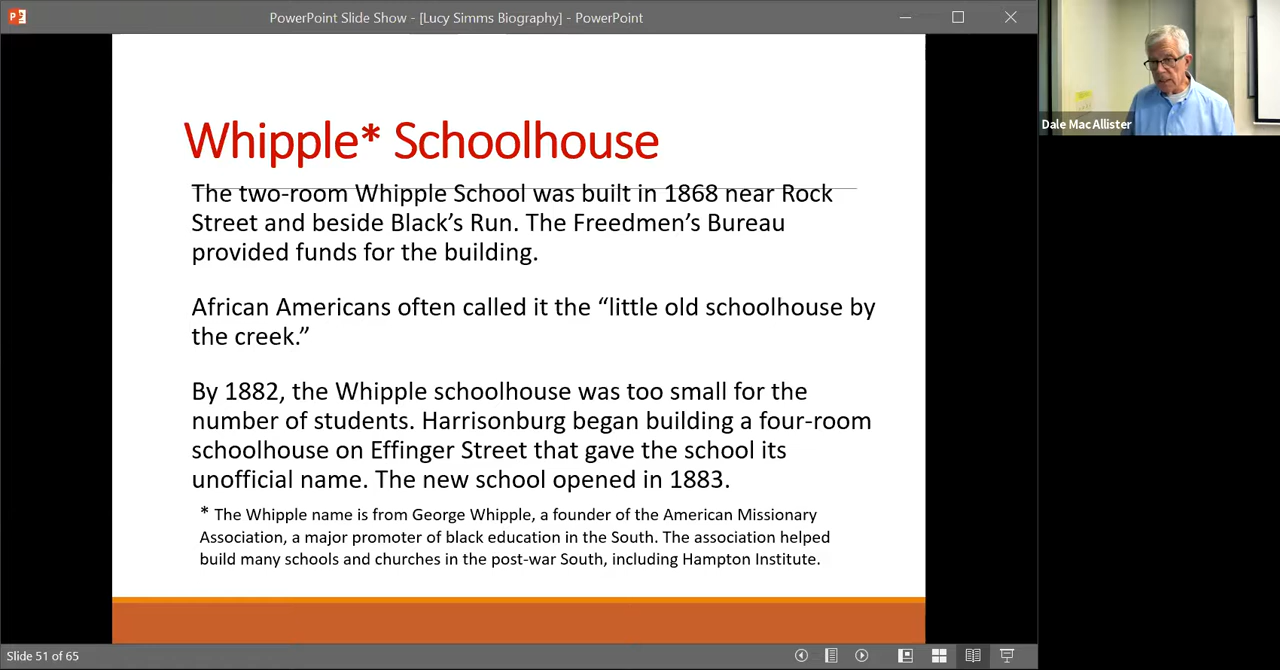 PowerPoint Slide Show - [Lucy Simms Biography] - PowerPoint
Dale Mac Allister
Whipple* Schoolhouse
The two-room Whipple School was built in 1868 near Rock
Street and beside Black’s Run. The Freedmen’s Bureau
provided funds for the building.
African Americans often called it the “little old schoolhouse by
the creek.”
By 1882, the Whipple schoolhouse was too small for the
number of students. Harrisonburg began building a four-room
schoolhouse on Effinger Street that gave the school its
unofficial name. The new school opened in 1883.
* The Whipple name is from George Whipple, a founder of the American Missionary
Association, a major promoter of black education in the South. The association helped
build many schools and churches in the post-war South, including Hampton Institute.
Slide 51 of 65